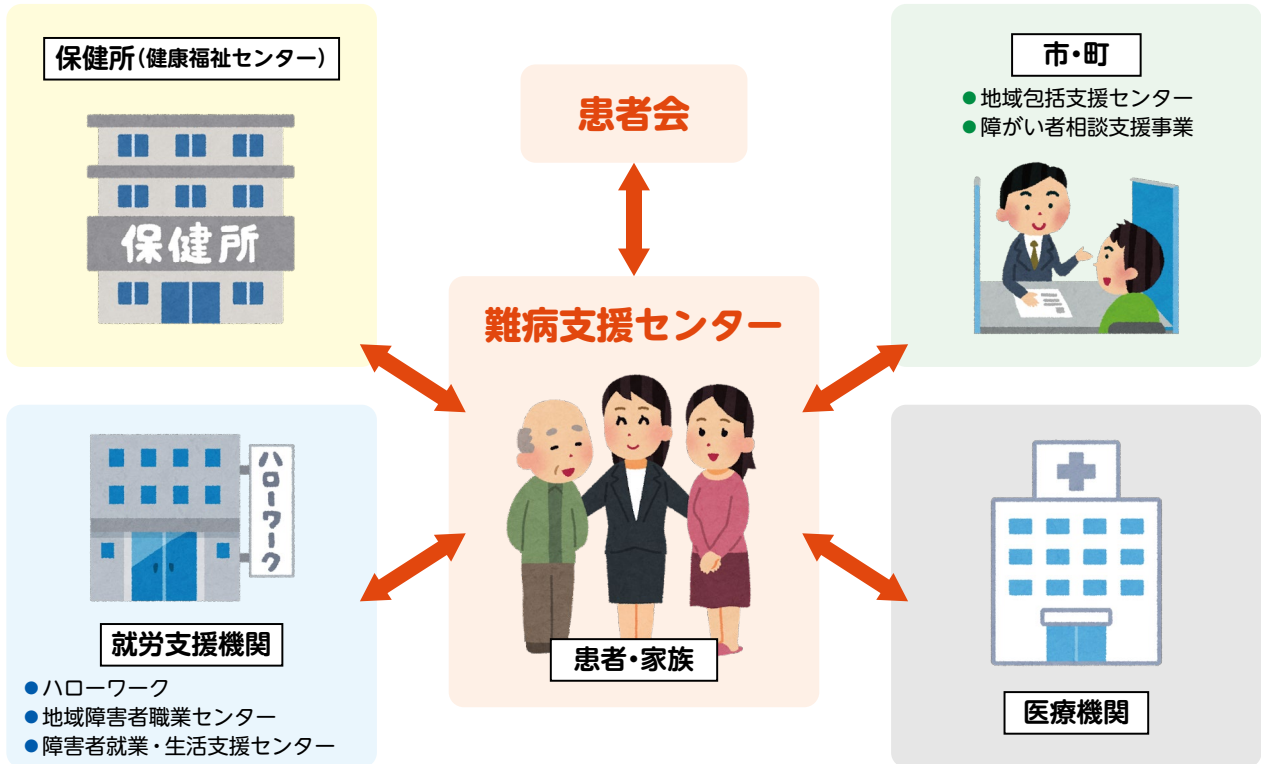 保健所(健康福祉センター)
保健所
患者会
市・町
●地域包括支援センター
●障がい者相談支援事業
難病支援センター
患者・家族
ハローワーク
就労支援機関
●ハローワーク
●地域障害者職業センター
●障害者就業・生活支援センター
医療機関